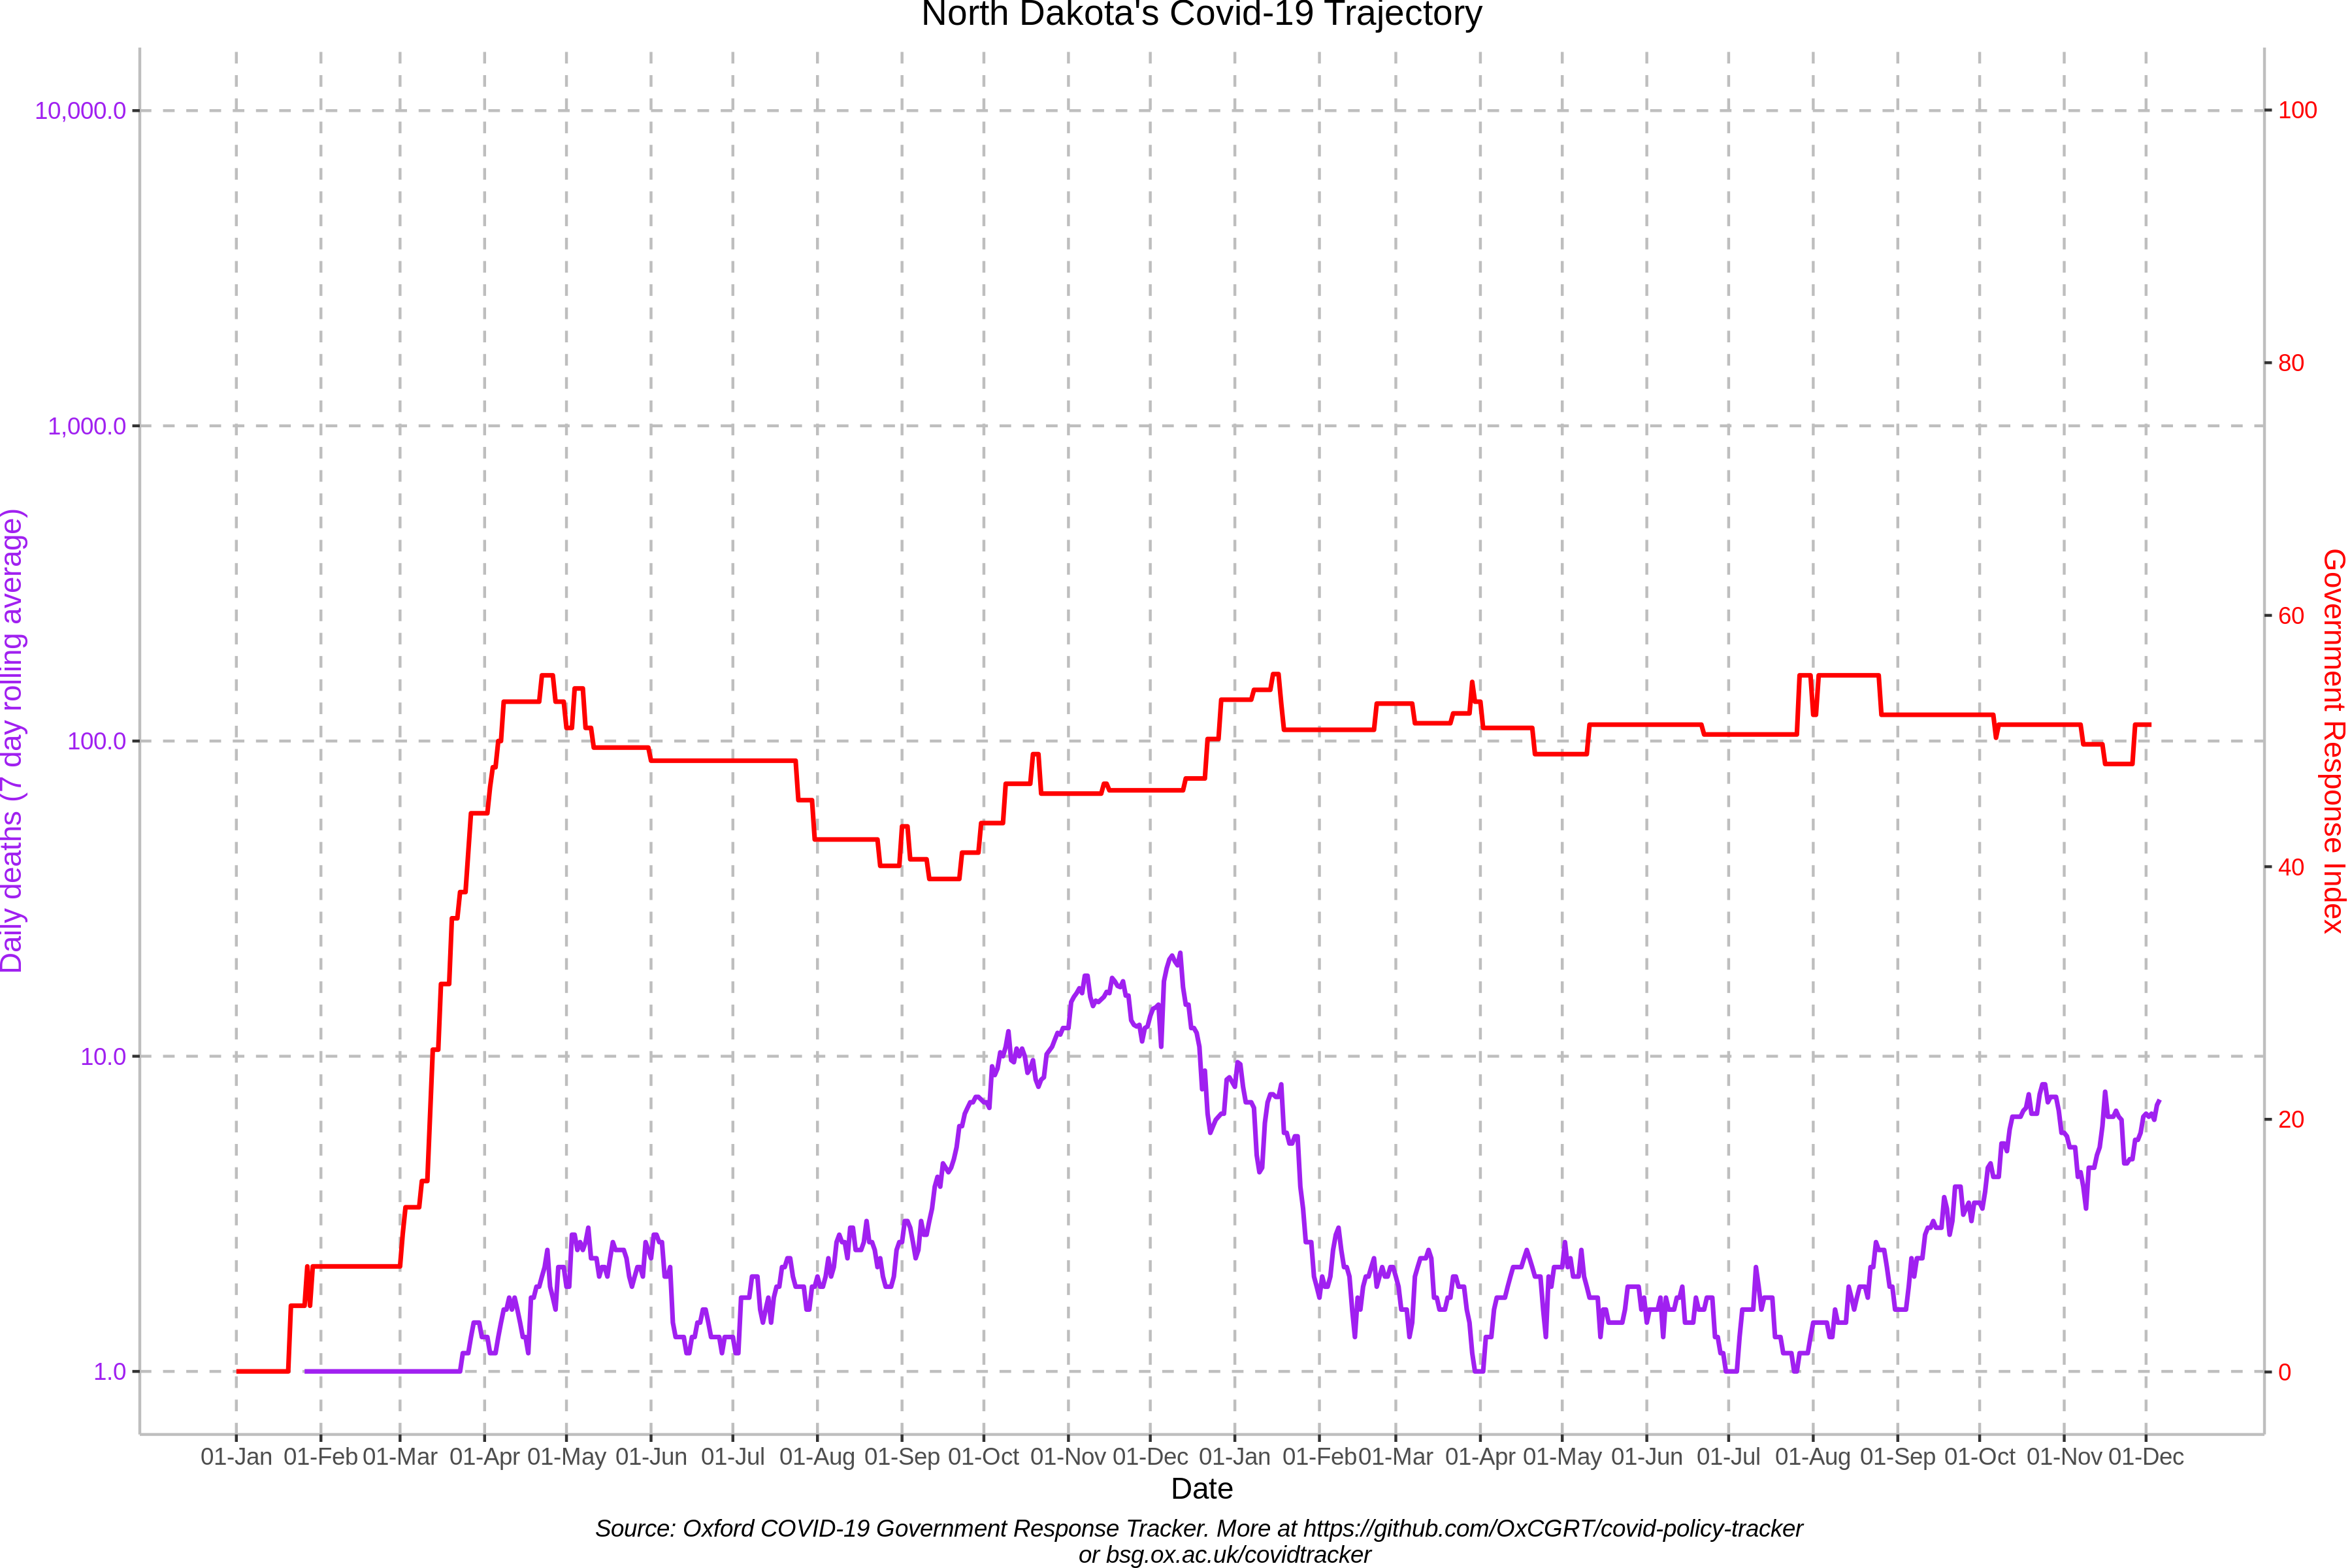 North Dakota's Covid-19 Trajectory
10,000.0
1,000.0
100.0
10.0
1.0
Daily deaths (7 day rolling average)
100
80
60
40
20
0
Government Response Index
01-Jan 01-Feb 01-Mar 01-Apr 01-May 01-Jun 01-Jul 01-Aug 01-Sep 01-Oct 01-Nov 01-Dec 01-Jan 01-Feb 01-Mar 01-Apr 01-May 01-Jun 01-Jul 01-Aug 01-Sep 01-Oct 01-Nov 01-Dec
Date
Source: Oxford COVID-19 Government Response Tracker. More at https://github.com/OxCGRT/covid-policy-tracker
or bsg.ox.ac.uk/covidtracker